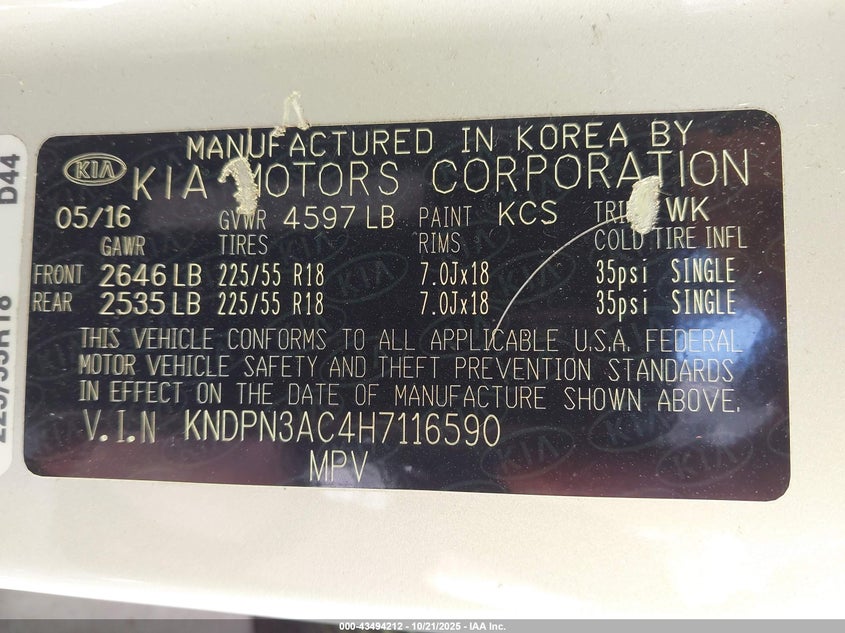 MANUFACTURED IN KOREA BY
KIA KIA MOTORS CORPORATION
05/16 GVWR 4597 LB PAINT KCS TRIM WK
GAWR TIRES RIMS COLD TIRE INFL
FRONT 2646 LB 225/55 R18 7.0Jx18 35psi SINGLE
REAR 2535 LB 225/55 R18 7.0Jx18 35psi SINGLE
THIS VEHICLE CONFORMS TO ALL APPLICABLE U.S.A. FEDERAL
MOTOR VEHICLE SAFETY AND THEFT PREVENTION STANDARDS
IN EFFECT ON THE DATE OF MANUFACTURE SHOWN ABOVE.
V.I.N KNDPN3AC4H7116590
MPV
D44
000-43494212 - 10/21/2025 - IAA Inc.